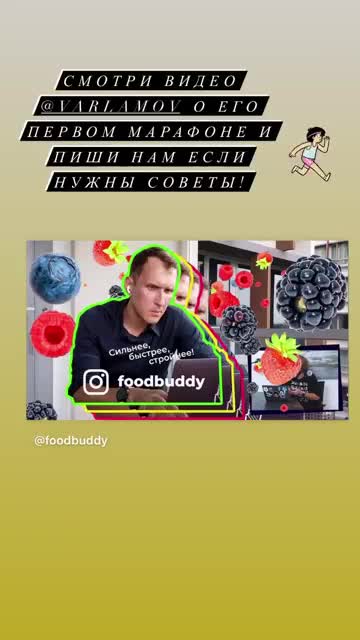 СМОТРИ ВИДЕО
@VARLAMOV О ЕГО
ПЕРВОМ МАРАФОНЕ И
ПИШИ НАМ ЕСЛИ
НУЖНЫ СОВЕТЫ!
Сильнее,
быстрее,
стройнее!
foodbuddy
@foodbuddy